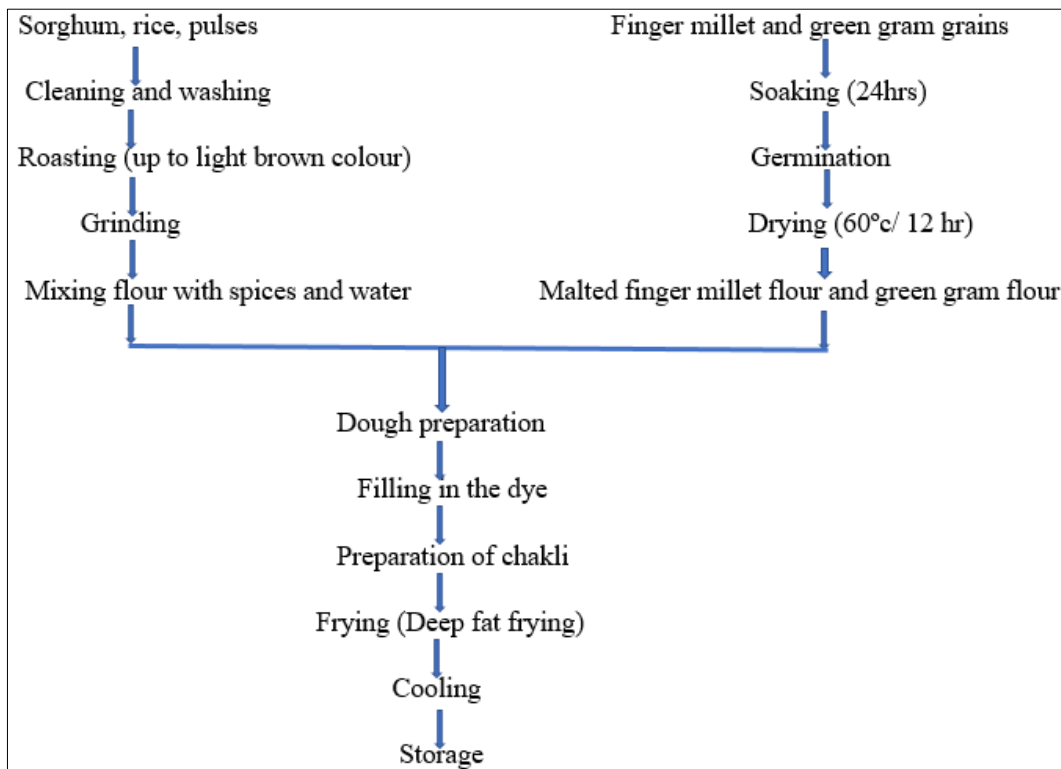 Sorghum, rice, pulses
Cleaning and washing
Roasting (up to light brown colour)
Grinding
Mixing flour with spices and water
Finger millet and green gram grains
Soaking (24hrs)
Germination
Drying (60°c/ 12 hr)
Malted finger millet flour and green gram flour
Dough preparation
Filling in the dye
Preparation of chakli
Frying (Deep fat frying)
Cooling
Storage